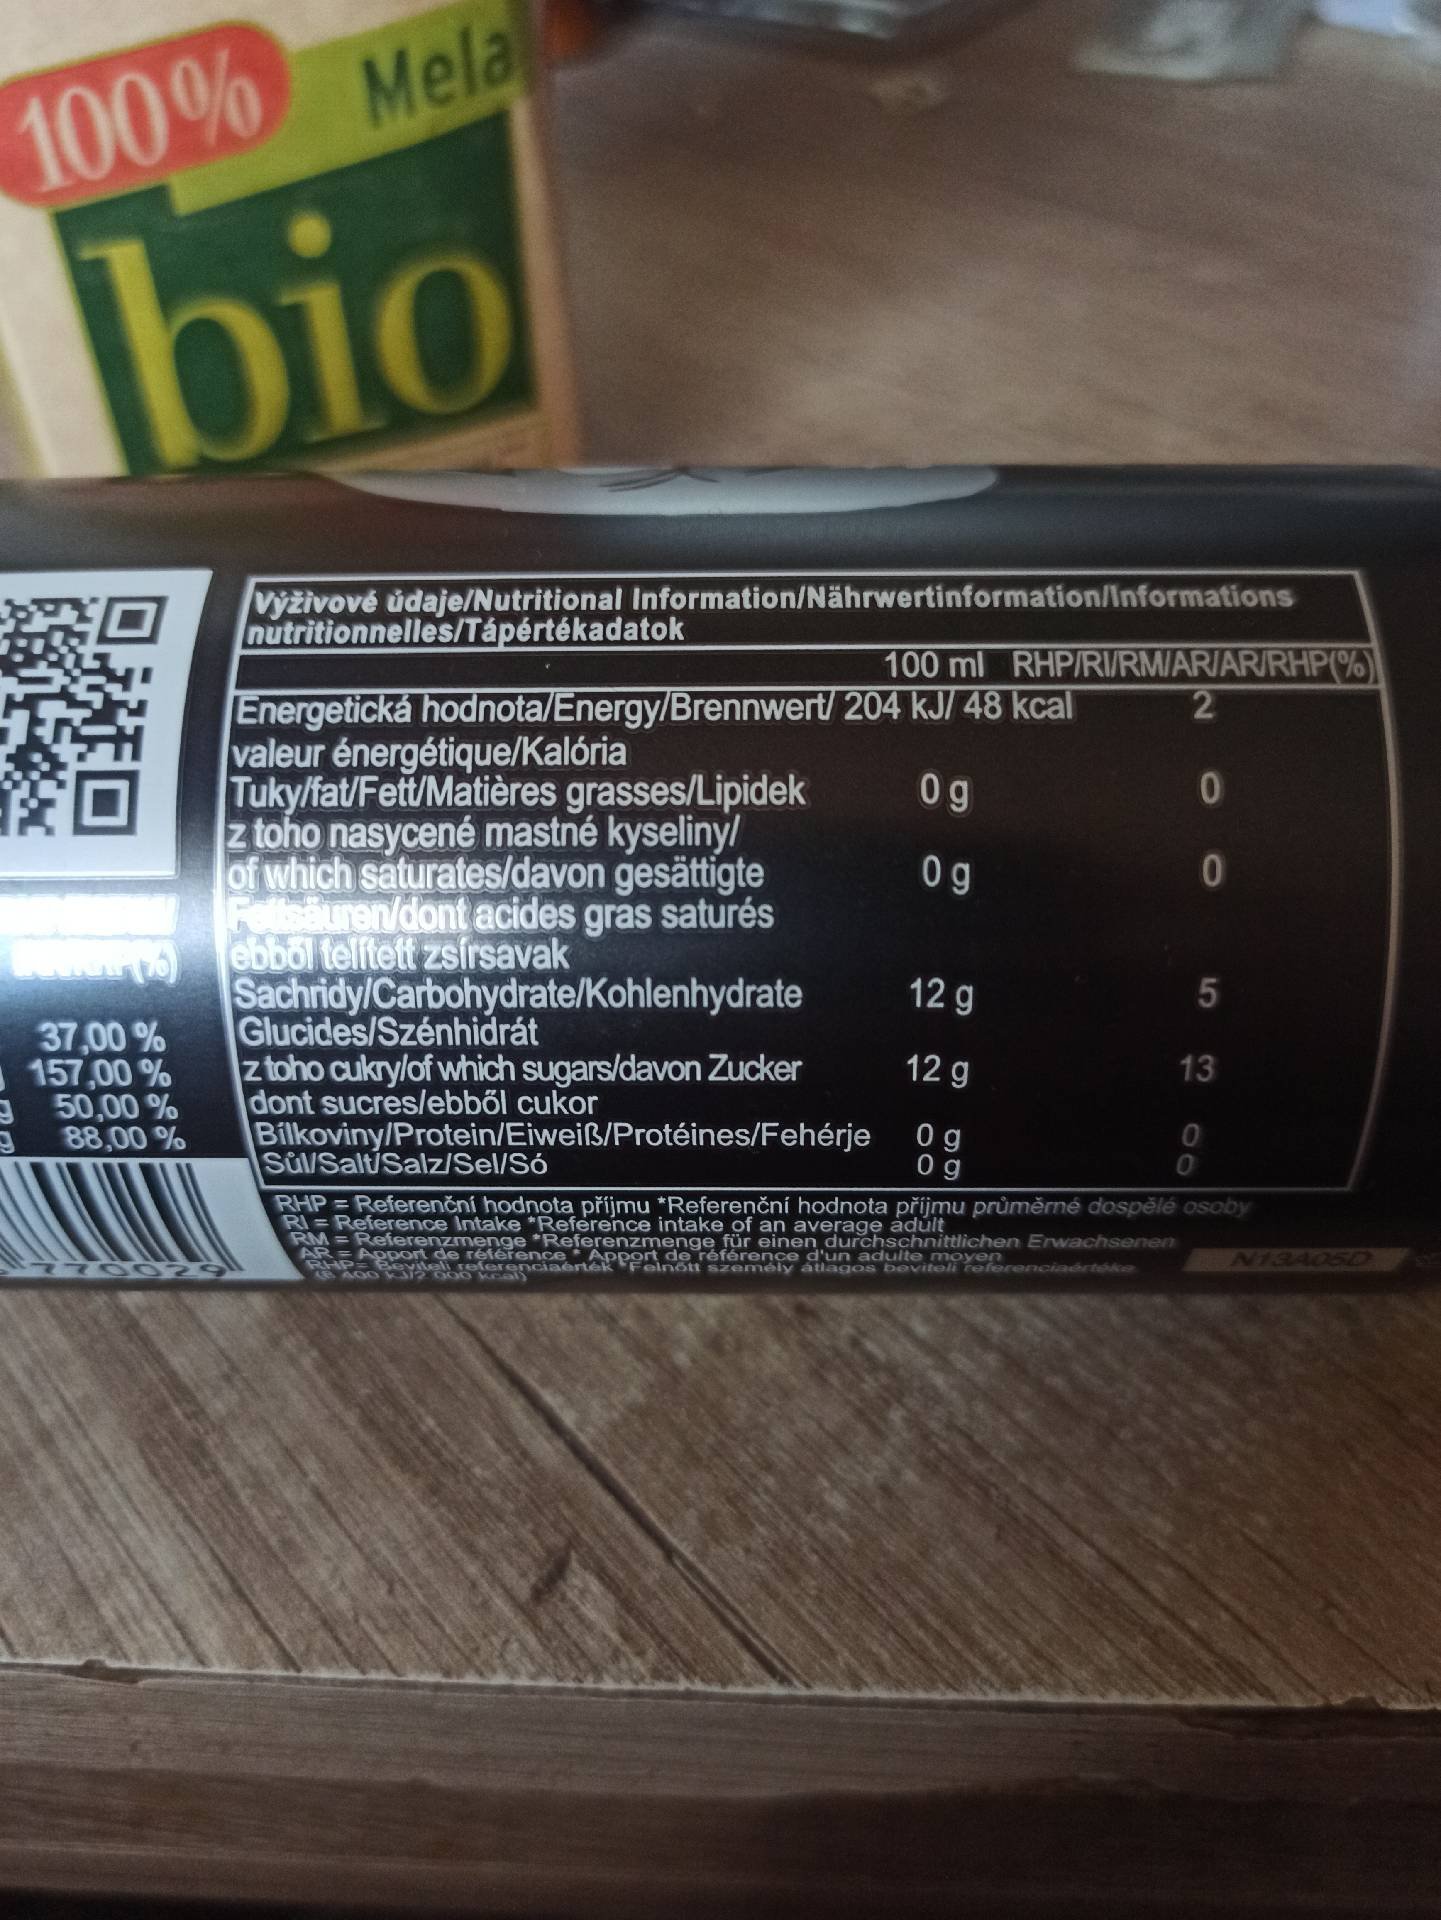 100% Mela
bio
Výživové údaje/Nutritional Information/Nährwertinformation/Informations
nutritionnelles/Tápértékadatok
100 ml RHP/RI/RM/AR/AR/RHP(%)
Energetická hodnota/Energy/Brennwert/ 204 kJ/ 48 kcal 2
valeur énergétique/Kalória
Tuky/fat/Fett/Matières grasses/Lipidek 0 g 0
z toho nasycené mastné kyseliny/
of which saturates/davon gesättigte 0 g 0
Fettsäuren/dont acides gras saturés
ebből telített zsírsavak
Sachridy/Carbohydrate/Kohlenhydrate 12 g 5
Glucides/Szénhidrát
z toho cukry/of which sugars/davon Zucker 12 g 13
dont sucres/ebből cukor
Bílkoviny/Protein/Eiweiß/Protéines/Fehérje 0 g 0
Sůl/Salt/Salz/Sel/Só 0 g 0
RHP = Referenční hodnota příjmu *Referenční hodnota příjmu průměrné dospělé osoby
RI = Reference Intake *Reference intake of an average adult
RM = Referenzmenge *Referenzmenge für einen durchschnittlichen Erwachsenen
AR = Apport de référence * Apport de référence d'un adulte moyen
RHP= Beviteli referenciaérték *Felnőtt személy átlagos beviteli referenciaértéke
(8 400 kJ/2 000 kcal)
N13A05D
(%)
37,00 %
157,00 %
g 50,00 %
g 88,00 %
770029